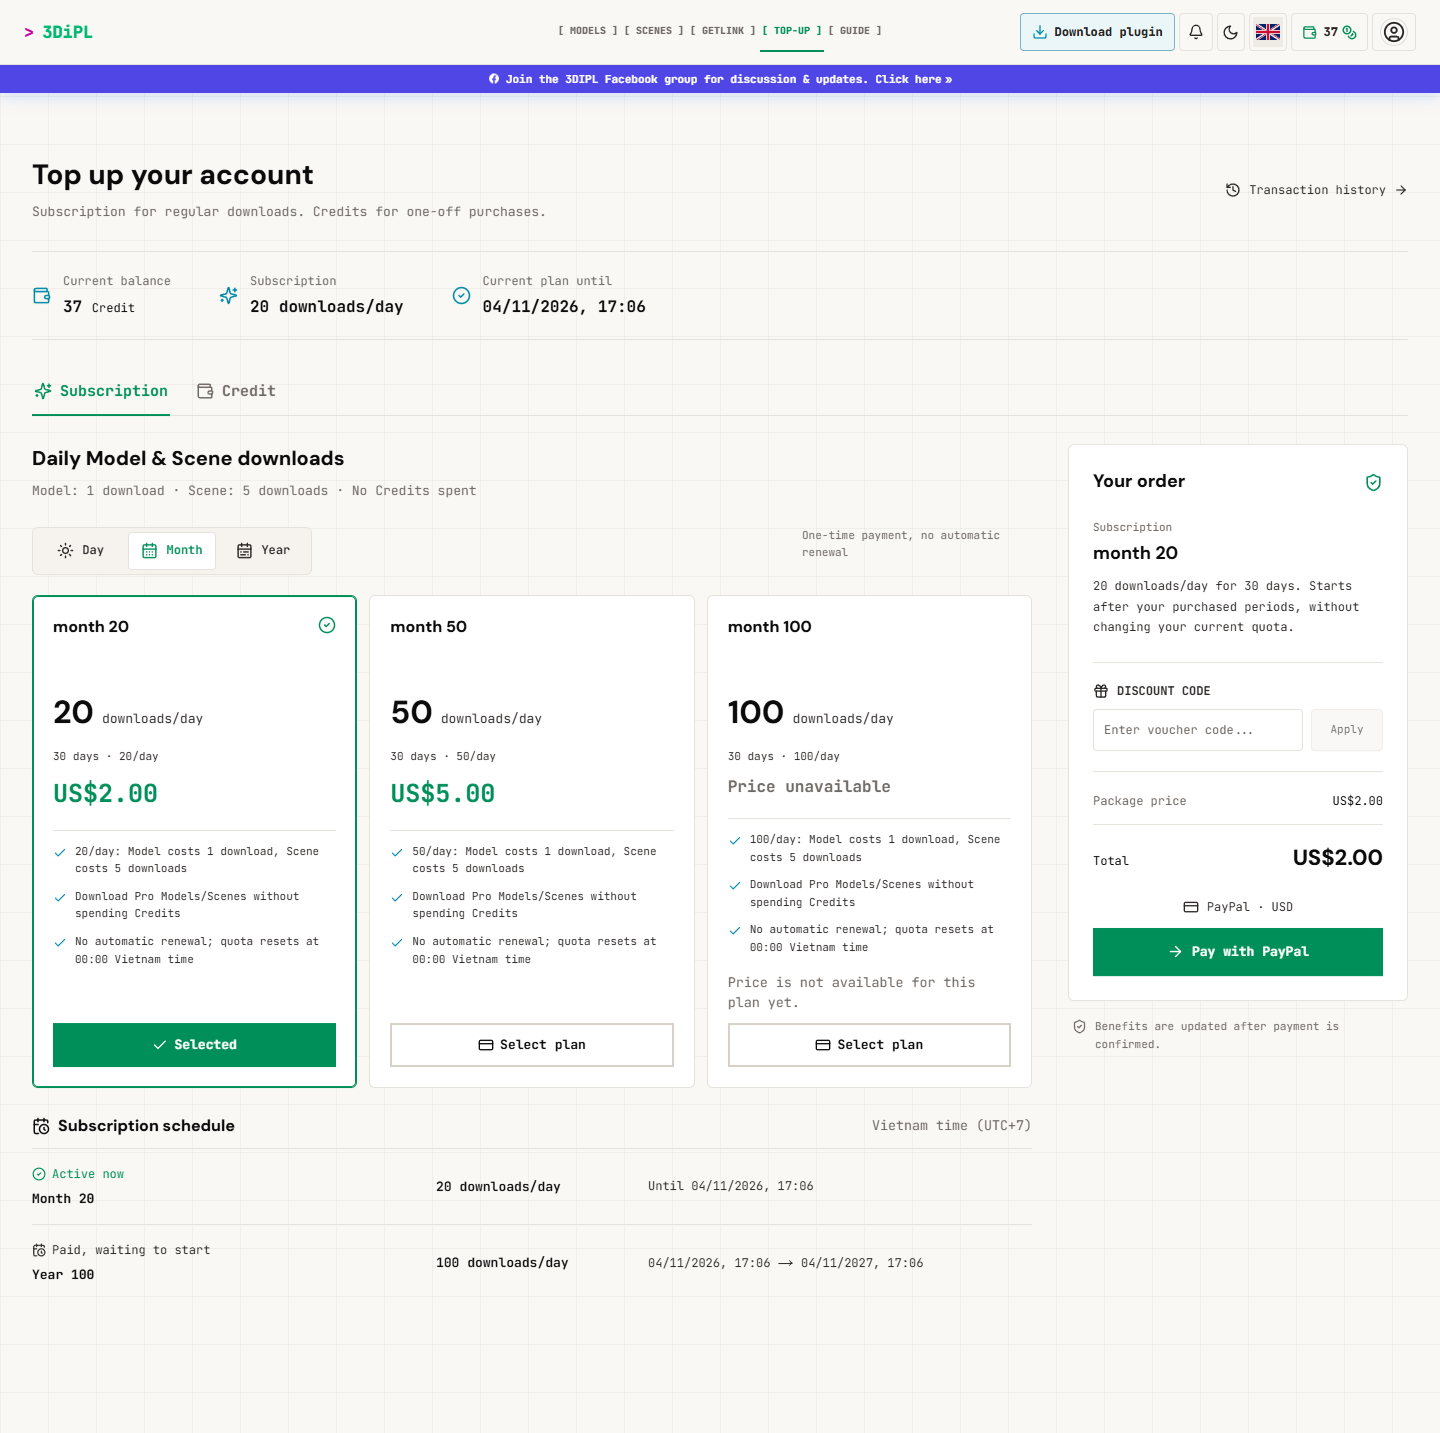 > 3DiPL
[ MODELS ] [ SCENES ] [ GETLINK ] [ TOP-UP ] [ GUIDE ]
Download plugin
37
Join the 3DIPL Facebook group for discussion & updates. Click here »
Top up your account
Subscription for regular downloads. Credits for one-off purchases.
Transaction history
Current balance
37 Credit
Subscription
20 downloads/day
Current plan until
04/11/2026, 17:06
Subscription
Credit
Daily Model & Scene downloads
Model: 1 download · Scene: 5 downloads · No Credits spent
Day
Month
Year
One-time payment, no automatic
renewal
month 20
20 downloads/day
30 days · 20/day
US$2.00
20/day: Model costs 1 download, Scene
costs 5 downloads
Download Pro Models/Scenes without
spending Credits
No automatic renewal; quota resets at
00:00 Vietnam time
Selected
month 50
50 downloads/day
30 days · 50/day
US$5.00
50/day: Model costs 1 download, Scene
costs 5 downloads
Download Pro Models/Scenes without
spending Credits
No automatic renewal; quota resets at
00:00 Vietnam time
Select plan
month 100
100 downloads/day
30 days · 100/day
Price unavailable
100/day: Model costs 1 download, Scene
costs 5 downloads
Download Pro Models/Scenes without
spending Credits
No automatic renewal; quota resets at
00:00 Vietnam time
Price is not available for this
plan yet.
Select plan
Your order
Subscription
month 20
20 downloads/day for 30 days. Starts
after your purchased periods, without
changing your current quota.
DISCOUNT CODE
Enter voucher code...
Apply
Package price US$2.00
Total US$2.00
PayPal · USD
Pay with PayPal
Benefits are updated after payment is
confirmed.
Subscription schedule
Vietnam time (UTC+7)
Active now
Month 20
20 downloads/day
Until 04/11/2026, 17:06
Paid, waiting to start
Year 100
100 downloads/day
04/11/2026, 17:06 → 04/11/2027, 17:06